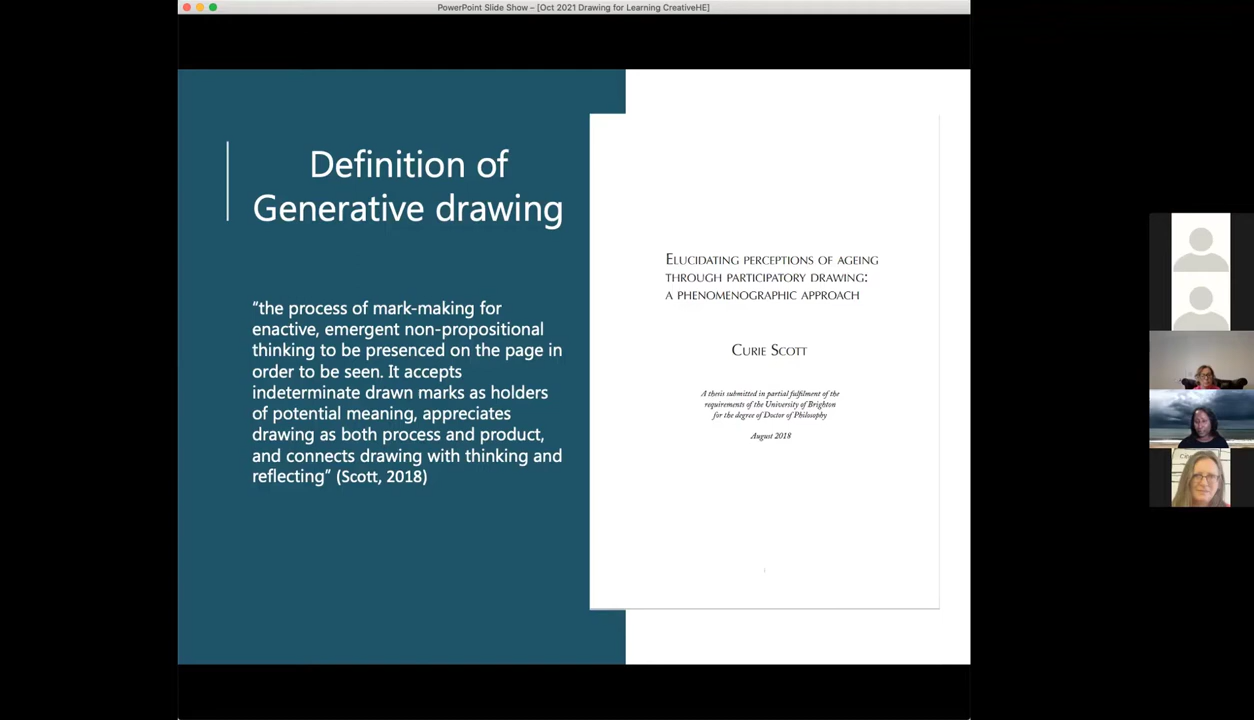 PowerPoint Slide Show – [Oct 2021 Drawing for Learning CreativeHE]
Definition of
Generative drawing
“the process of mark-making for
enactive, emergent non-propositional
thinking to be presenced on the page in
order to be seen. It accepts
indeterminate drawn marks as holders
of potential meaning, appreciates
drawing as both process and product,
and connects drawing with thinking and
reflecting” (Scott, 2018)
Elucidating perceptions of ageing
through participatory drawing:
a phenomenographic approach
Curie Scott
A thesis submitted in partial fulfilment of the
requirements of the University of Brighton
for the degree of Doctor of Philosophy
August 2018